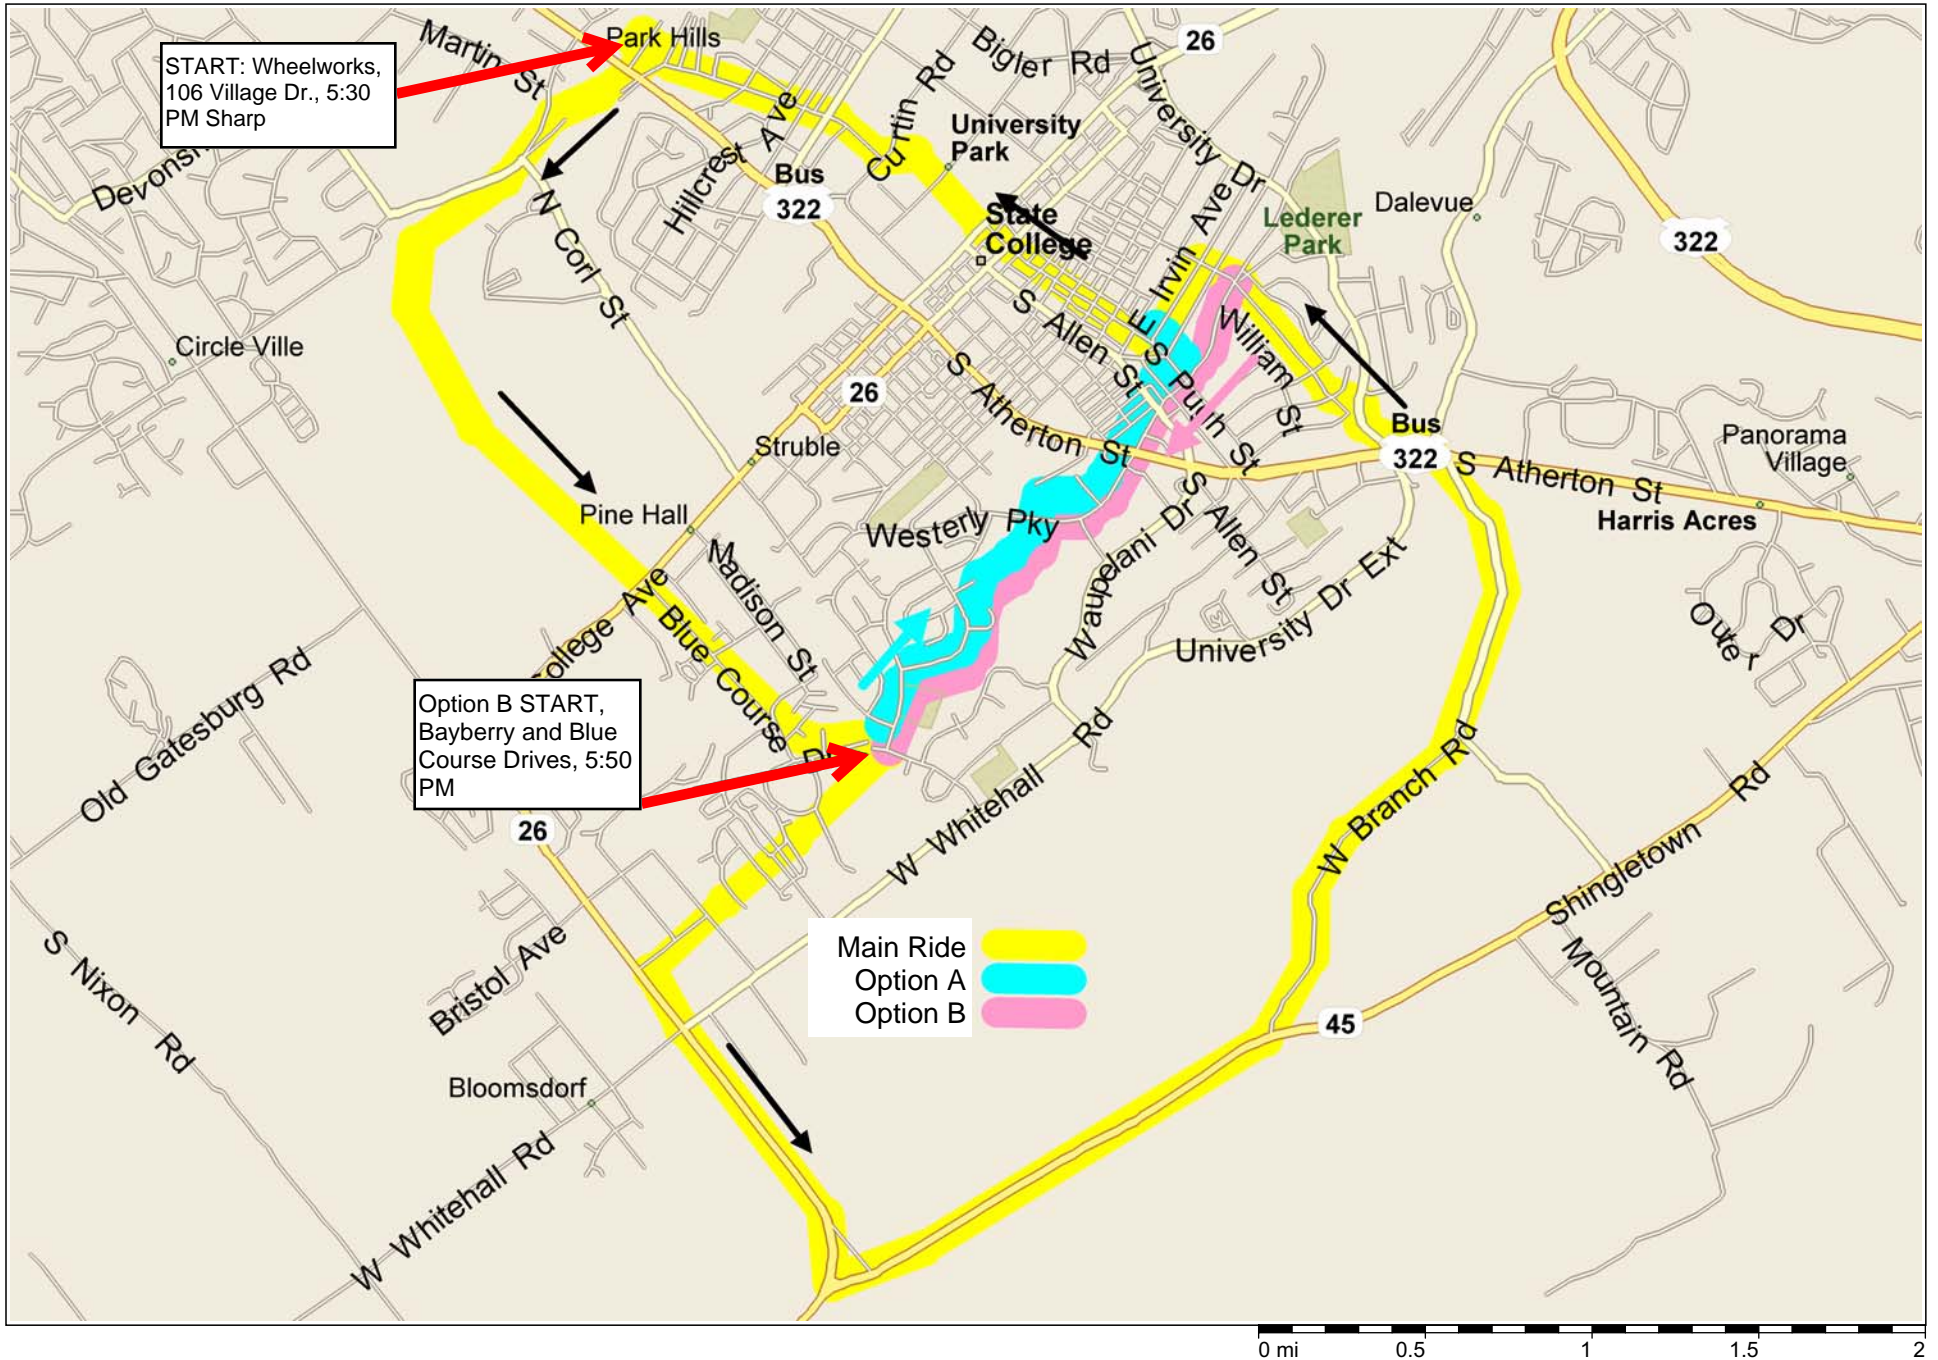 Park Hills
Martin St
START: Wheelworks,
106 Village Dr., 5:30
PM Sharp
Bigler Rd
26
University Dr
Curtin Rd
University
Park
Hillcrest Ave
Bus
322
N Corl St
State
College
Irvin Ave
Lederer
Park
Dalevue
322
Circle Ville
S Allen St
E
S Pugh St
William St
26
S Atherton St
Bus
322
S Atherton St
Panorama
Village
Harris Acres
Struble
Pine Hall
Westerly Pky
Waupelani Dr
S Allen St
University Dr Ext
Madison St
Blue Course Dr
Outer Dr
Old Gatesburg Rd
Option B START,
Bayberry and Blue
Course Drives, 5:50
PM
W Whitehall Rd
26
W Branch Rd
Shingletown Rd
S Nixon Rd
Bristol Ave
Main Ride
Option A
Option B
45
S Mountain Rd
Bloomsdorf
W Whitehall Rd
0 mi 0.5 1 1.5 2